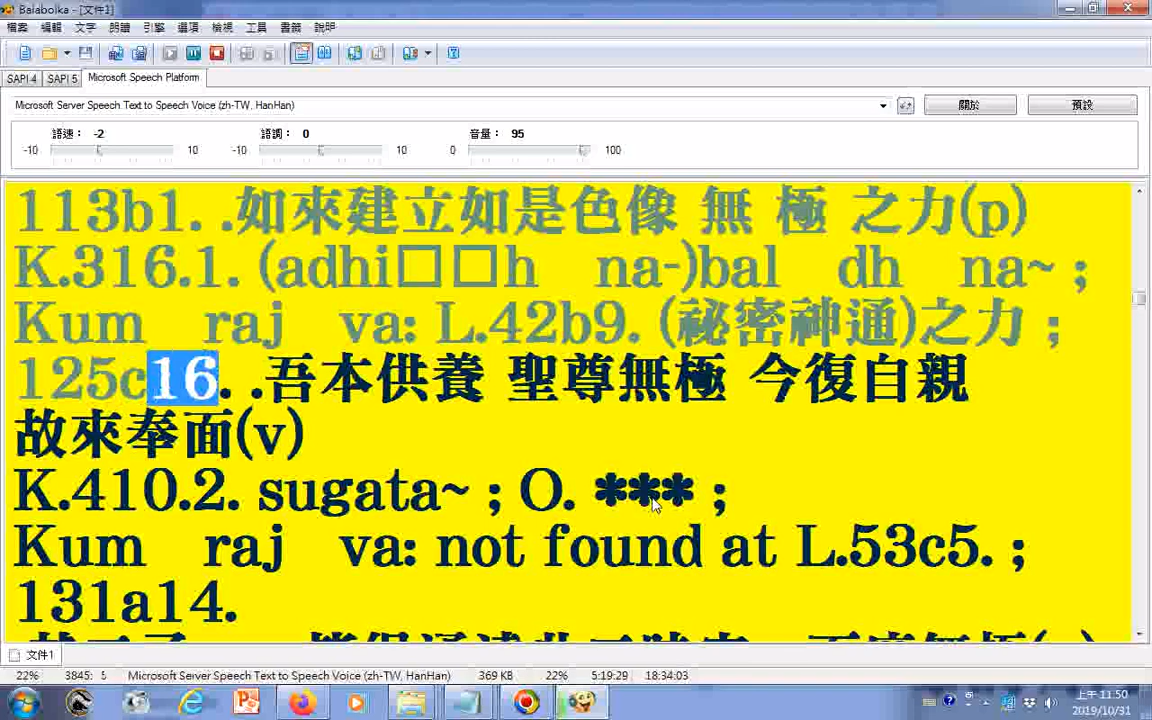 Balabolka - [文件1]
檔案 編輯 文字 朗讀 引擎 選項 檢視 工具 書籤 說明
SAPI 4 SAPI 5 Microsoft Speech Platform
Microsoft Server Speech Text to Speech Voice (zh-TW, HanHan) 關於 預設
語速： -2 語調： 0 音量： 95
-10 10 -10 10 0 100
113b1. .如來建立如是色像 無 極 之力(p)
K.316.1. (adhi□□h na-)bal dh na~ ;
Kum raj va: L.42b9. (祕密神通)之力 ;
125c16. .吾本供養 聖尊無極 今復自親
故來奉面(v)
K.410.2. sugata~ ; O. *** ;
Kum raj va: not found at L.53c5. ;
131a14.
文件1
22% 3845: 5 Microsoft Server Speech Text to Speech Voice (zh-TW, HanHan) 369 KB 22% 5:19:29 18:34:03
上午 11:50
2019/10/31